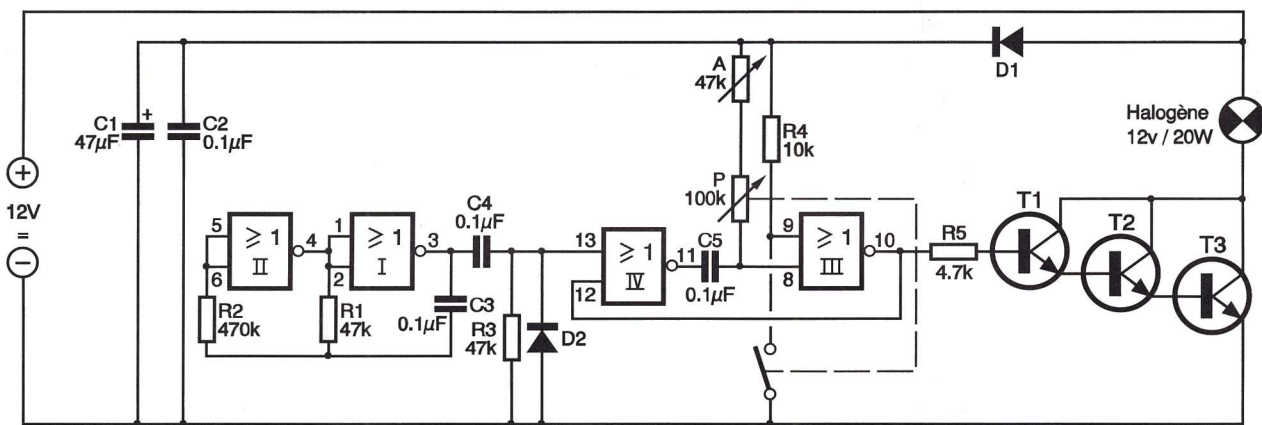 D1
A
47k
C1
+
47µF
C2
0.1µF
Halogène
12v / 20W
R4
10k
+
12V
=
−
P
100k
C4
0.1µF
T1
T2
T3
5
6
≥ 1
II
4
1
2
≥ 1
I
3
13
12
≥ 1
IV
11
C5
0.1µF
9
8
≥ 1
III
10
R5
4.7k
R2
470k
R1
47k
C3
0.1µF
R3
47k
D2